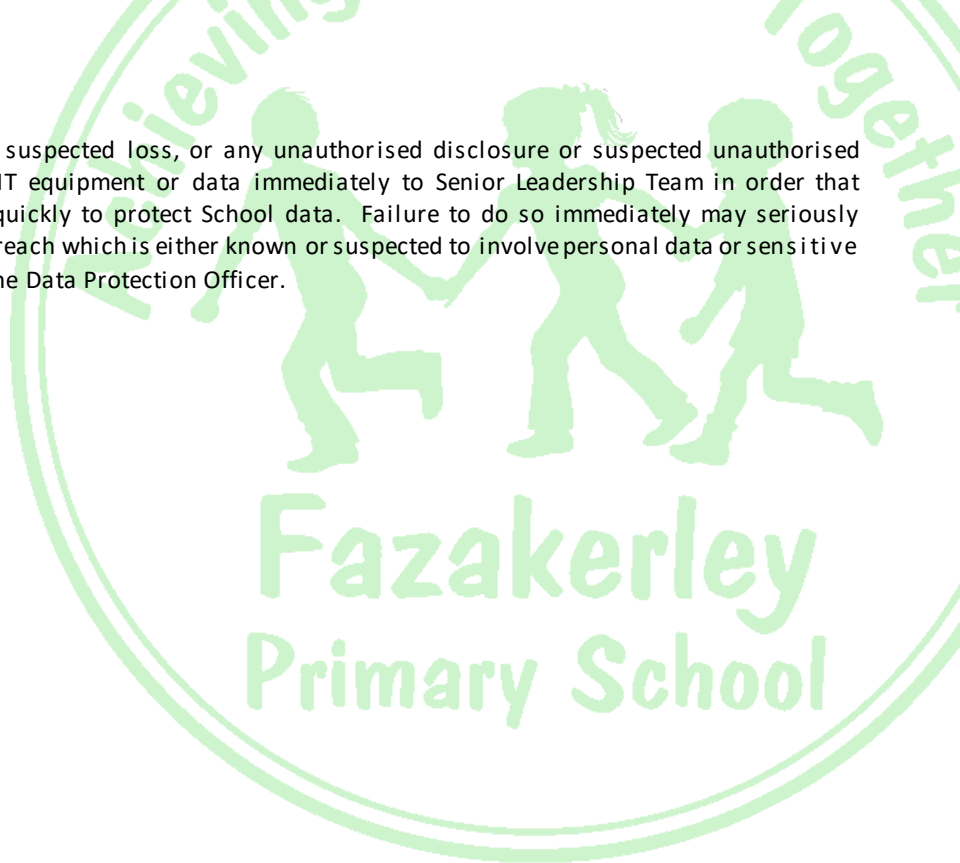 Achieving Together
suspected loss, or any unauthorised disclosure or suspected unauthorised
IT equipment or data immediately to Senior Leadership Team in order that
quickly to protect School data. Failure to do so immediately may seriously
reach which is either known or suspected to involve personal data or sensitive
he Data Protection Officer.
Fazakerley
Primary School